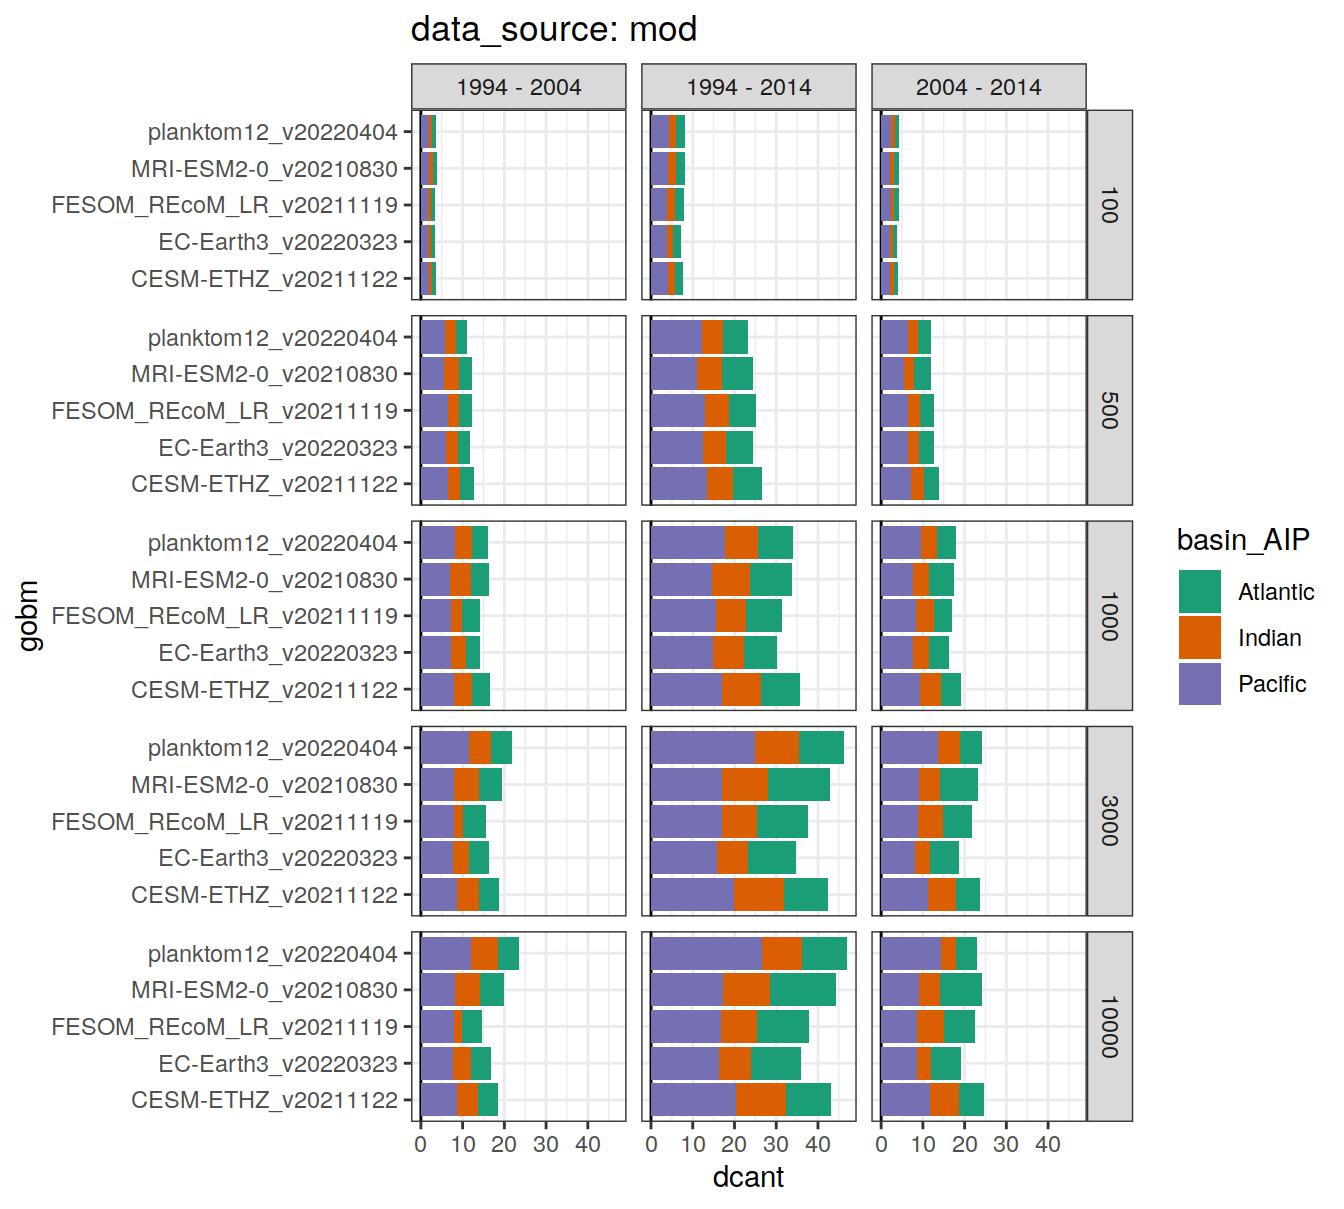 data_source: mod
1994 - 2004
1994 - 2014
2004 - 2014
planktom12_v20220404
MRI-ESM2-0_v20210830
FESOM_REcoM_LR_v20211119
EC-Earth3_v20220323
CESM-ETHZ_v20211122
100
planktom12_v20220404
MRI-ESM2-0_v20210830
FESOM_REcoM_LR_v20211119
EC-Earth3_v20220323
CESM-ETHZ_v20211122
500
planktom12_v20220404
MRI-ESM2-0_v20210830
FESOM_REcoM_LR_v20211119
EC-Earth3_v20220323
CESM-ETHZ_v20211122
1000
planktom12_v20220404
MRI-ESM2-0_v20210830
FESOM_REcoM_LR_v20211119
EC-Earth3_v20220323
CESM-ETHZ_v20211122
3000
planktom12_v20220404
MRI-ESM2-0_v20210830
FESOM_REcoM_LR_v20211119
EC-Earth3_v20220323
CESM-ETHZ_v20211122
10000
gobm
0 10 20 30 40
0 10 20 30 40
0 10 20 30 40
dcant
basin_AIP
Atlantic
Indian
Pacific